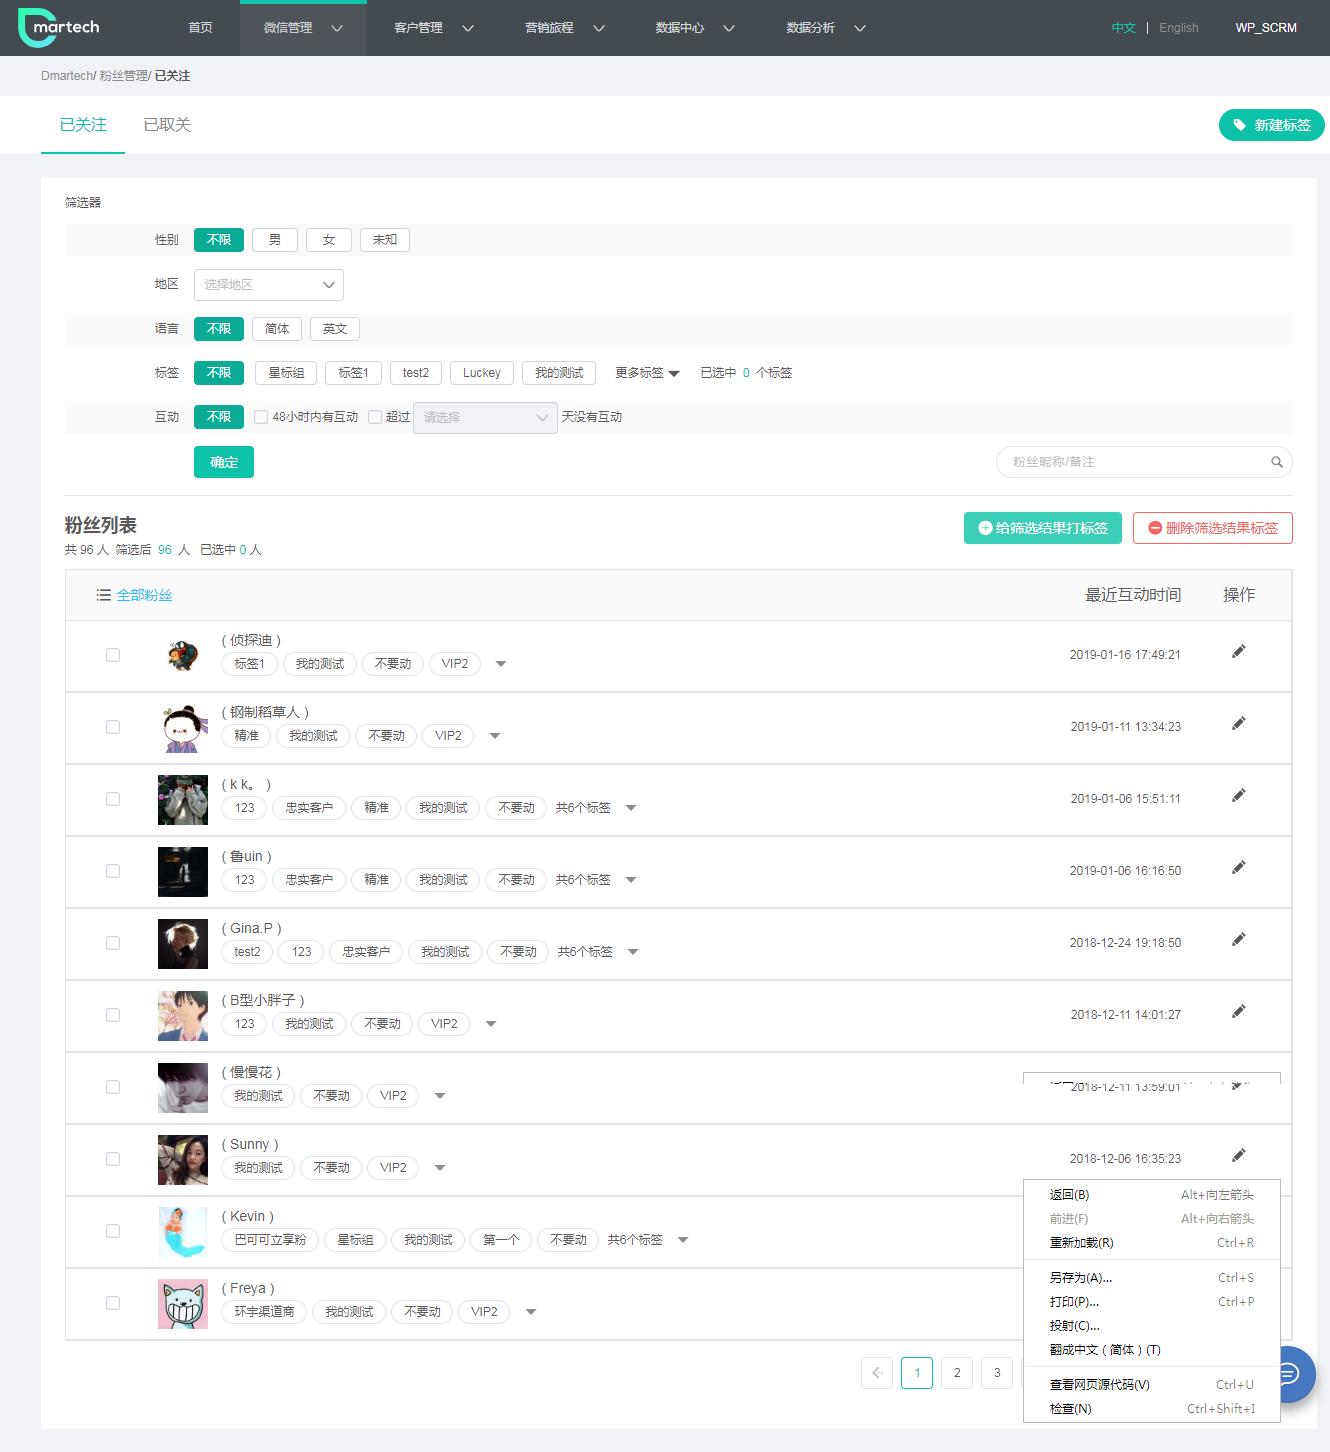 martech 首页 微信管理 客户管理 营销旅程 数据中心 数据分析 中文 | English WP_SCRM
Dmartech/ 粉丝管理/ 已关注
已关注 已取关 新建标签
筛选器
性别 不限 男 女 未知
地区 选择地区
语言 不限 简体 英文
标签 不限 星标组 标签1 test2 Luckey 我的测试 更多标签 已选中 0 个标签
互动 不限 48小时内有互动 超过 请选择 天没有互动
确定 粉丝昵称/备注
粉丝列表 给筛选结果打标签 删除筛选结果标签
共 96 人 筛选后 96 人 已选中 0 人
全部粉丝 最近互动时间 操作
( 侦探迪 )
标签1 我的测试 不要动 VIP2 2019-01-16 17:49:21
( 钢制稻草人 )
精准 我的测试 不要动 VIP2 2019-01-11 13:34:23
( k k。 )
123 忠实客户 精准 我的测试 不要动 共6个标签 2019-01-06 15:51:11
( 鲁uin )
123 忠实客户 精准 我的测试 不要动 共6个标签 2019-01-06 16:16:50
( Gina.P )
test2 123 忠实客户 我的测试 不要动 共6个标签 2018-12-24 19:18:50
( B型小胖子 )
123 我的测试 不要动 VIP2 2018-12-11 14:01:27
( 慢慢花 )
我的测试 不要动 VIP2 2018-12-11 13:59:01
( Sunny )
我的测试 不要动 VIP2 2018-12-06 16:35:23
( Kevin )
巴可可立享粉 星标组 我的测试 第一个 不要动 共6个标签
( Freya )
环宇渠道商 我的测试 不要动 VIP2
1 2 3
返回(B) Alt+向左箭头
前进(F) Alt+向右箭头
重新加载(R) Ctrl+R
另存为(A)... Ctrl+S
打印(P)... Ctrl+P
投射(C)...
翻成中文（简体）(T)
查看网页源代码(V) Ctrl+U
检查(N) Ctrl+Shift+I